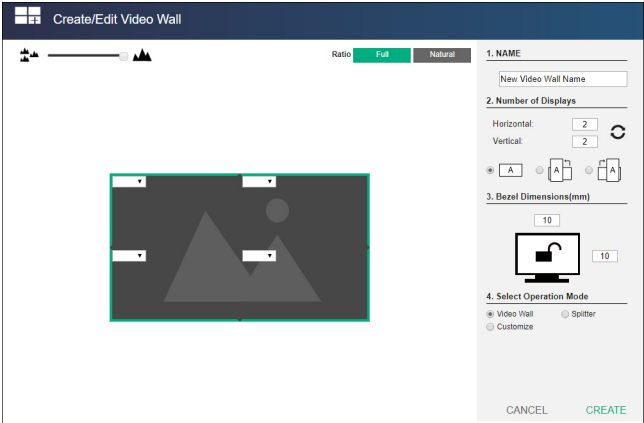 Create/Edit Video Wall
Ratio Full Natural
1. NAME
New Video Wall Name
2. Number of Displays
Horizontal: 2
Vertical: 2
A A A
3. Bezel Dimensions(mm)
10
10
4. Select Operation Mode
Video Wall Splitter
Customize
CANCEL CREATE